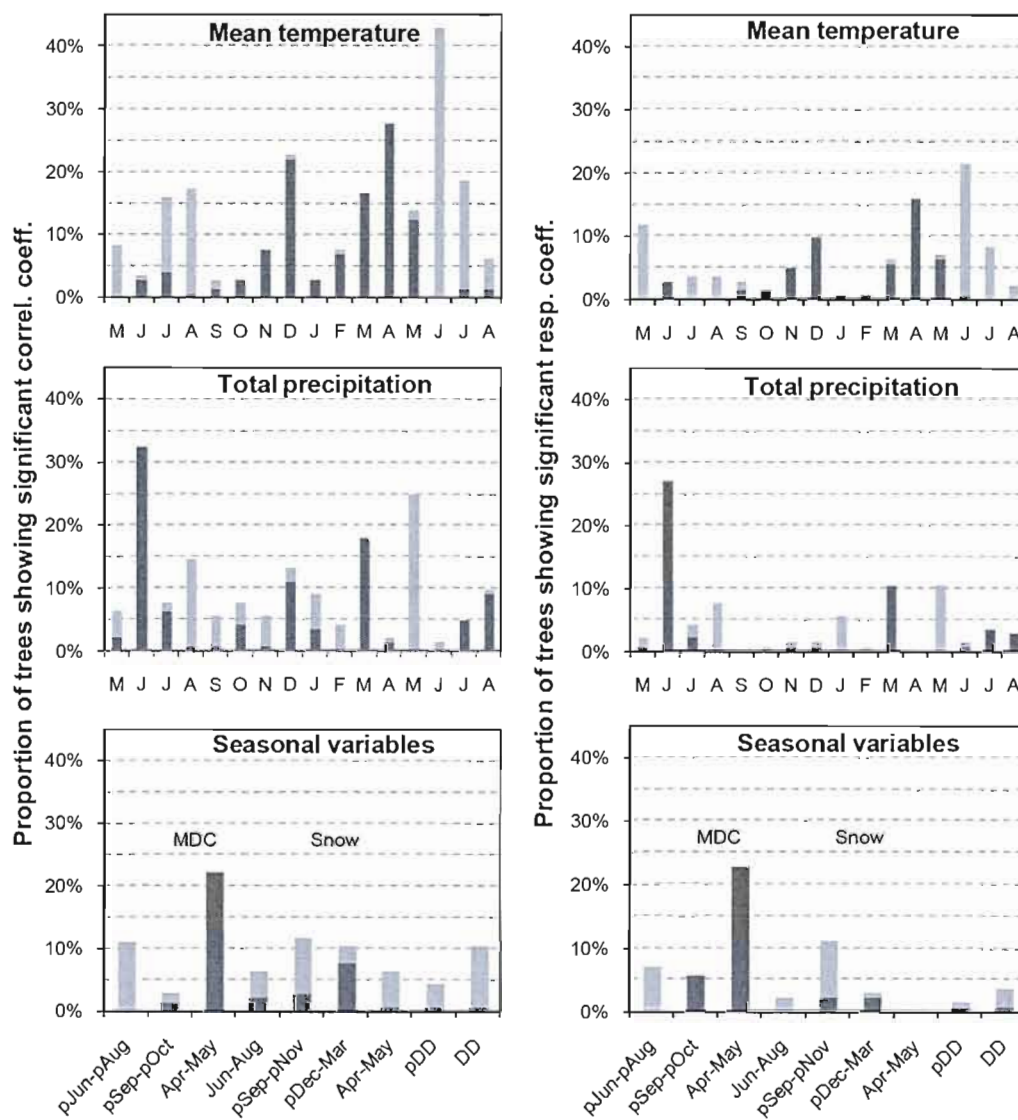 Proportion of trees showing significant correl. coeff.
Mean temperature
40%
30%
20%
10%
0%
M J J A S O N D J F M A M J J A
Total precipitation
40%
30%
20%
10%
0%
M J J A S O N D J F M A M J J A
Seasonal variables
40%
30%
MDC Snow
20%
10%
0%
pJun-pAug pSep-pOct Apr-May Jun-Aug pSep-pNov pDec-Mar Apr-May pDD DD
Proportion of trees showing significant resp. coeff.
Mean temperature
40%
30%
20%
10%
0%
M J J A S O N D J F M A M J J A
Total precipitation
40%
30%
20%
10%
0%
M J J A S O N D J F M A M J J A
Seasonal variables
40%
30%
MDC Snow
20%
10%
0%
pJun-pAug pSep-pOct Apr-May Jun-Aug pSep-pNov pDec-Mar Apr-May pDD DD